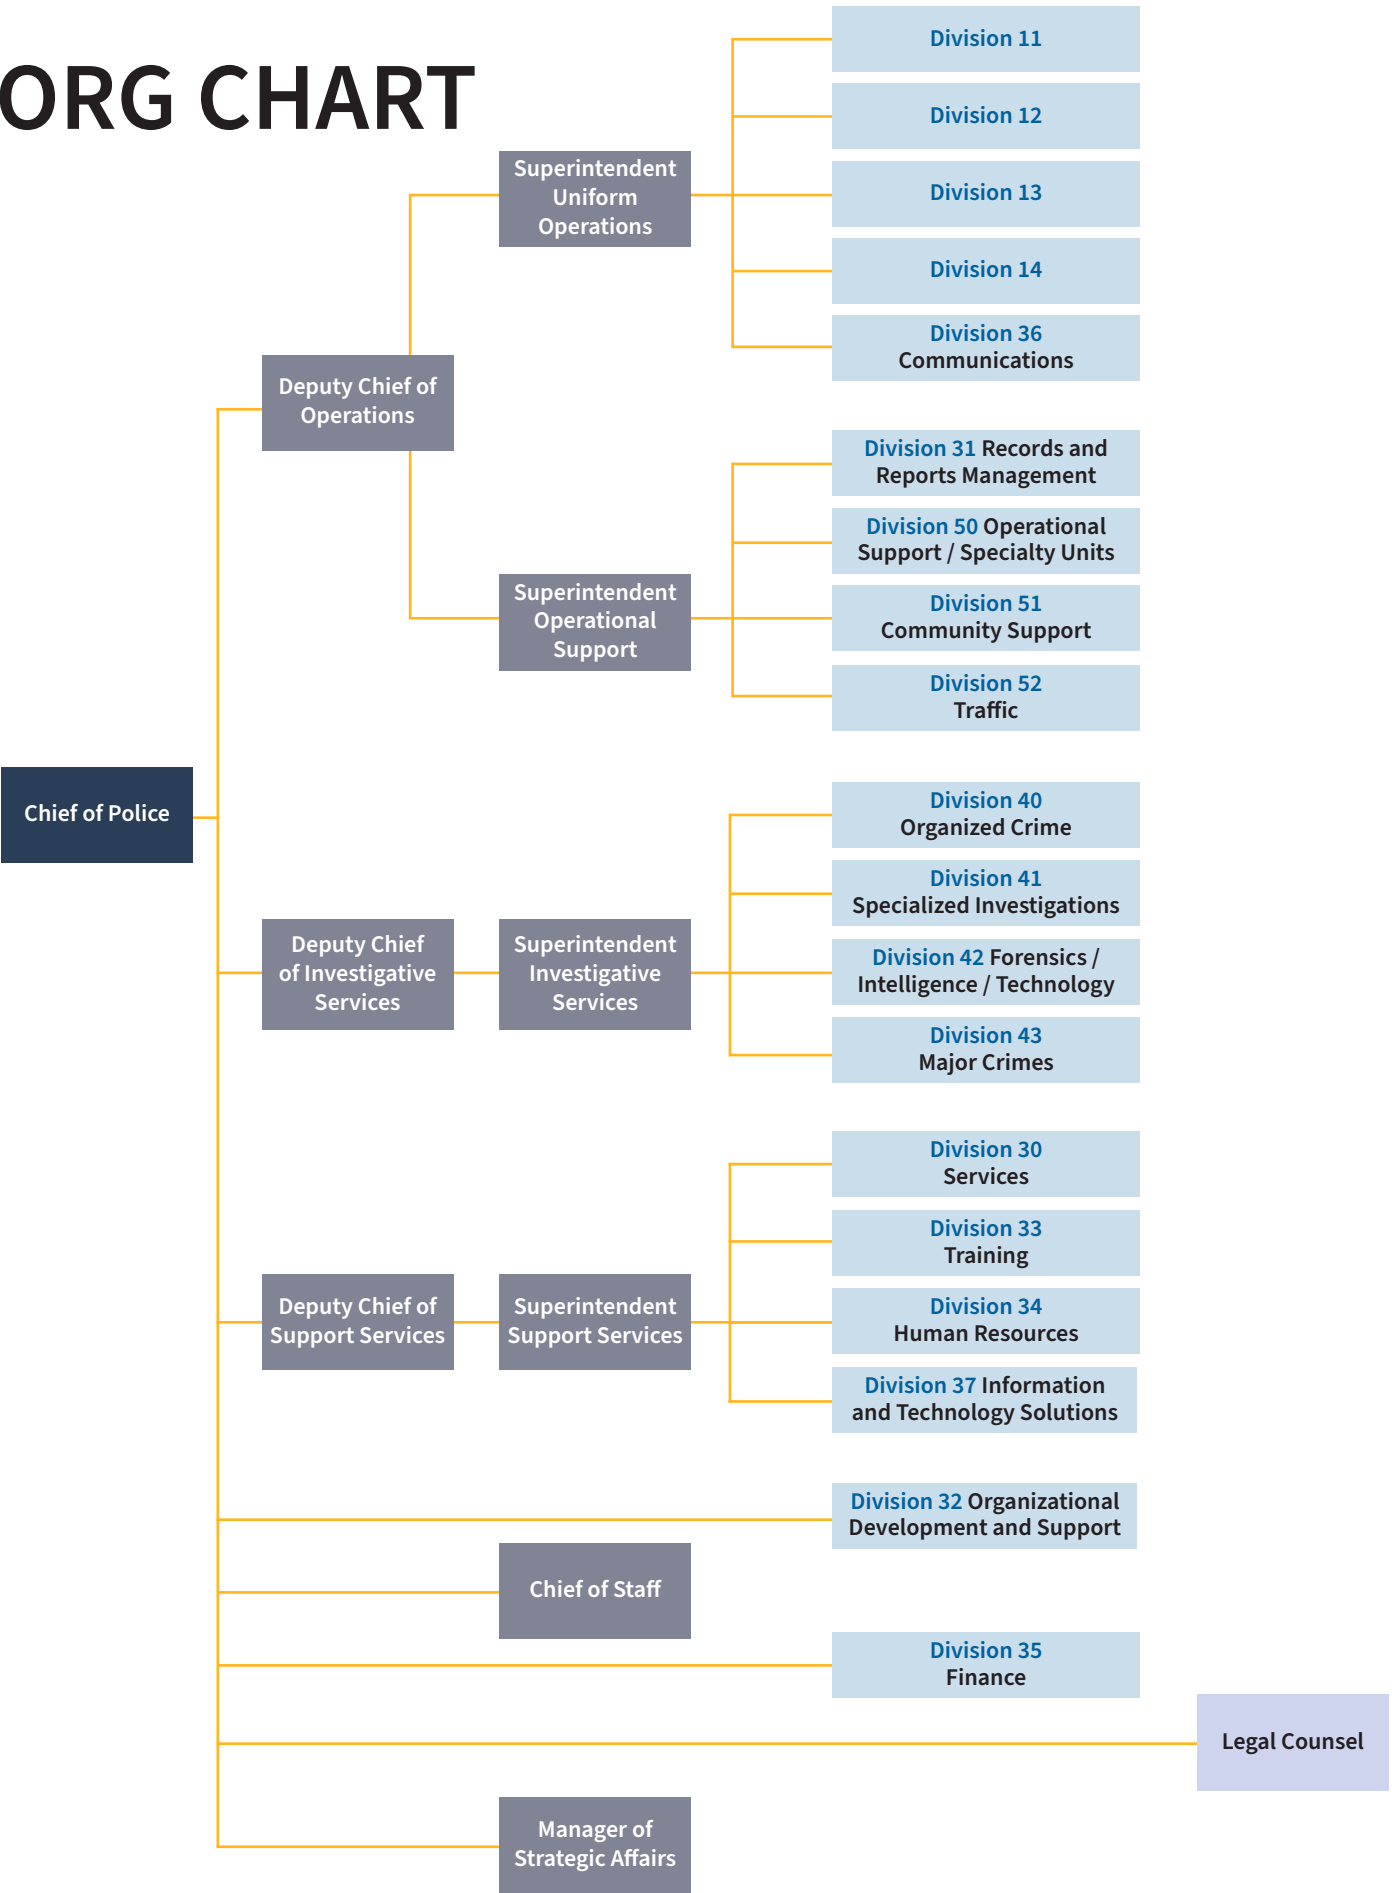 ORG CHART
Division 11
Division 12
Division 13
Division 14
Division 36
Communications
Superintendent
Uniform
Operations
Deputy Chief of
Operations
Division 31 Records and
Reports Management
Division 50 Operational
Support / Specialty Units
Division 51
Community Support
Division 52
Traffic
Superintendent
Operational
Support
Chief of Police
Division 40
Organized Crime
Division 41
Specialized Investigations
Division 42 Forensics /
Intelligence / Technology
Division 43
Major Crimes
Deputy Chief
of Investigative
Services
Superintendent
Investigative
Services
Division 30
Services
Division 33
Training
Division 34
Human Resources
Division 37 Information
and Technology Solutions
Deputy Chief of
Support Services
Superintendent
Support Services
Division 32 Organizational
Development and Support
Chief of Staff
Division 35
Finance
Legal Counsel
Manager of
Strategic Affairs